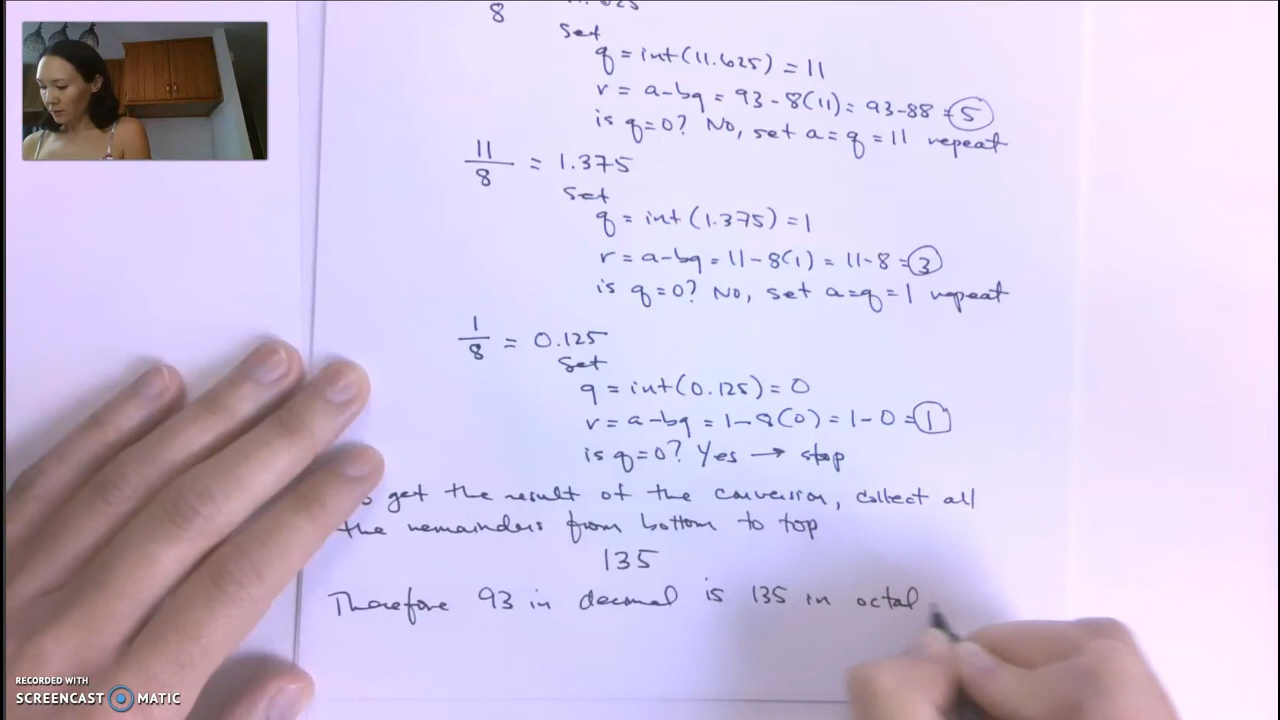 8
Set
q = int(11.625) = 11
r = a-bq = 93-8(11) = 93-88 = 5
is q=0? No, set a=q=11 repeat
11
8 = 1.375
Set
q = int(1.375) = 1
r = a-bq = 11-8(1) = 11-8 = 3
is q=0? No, set a=q=1 repeat
1
8 = 0.125
Set
q = int(0.125) = 0
r = a-bq = 1-8(0) = 1-0 = 1
is q=0? Yes → stop
get the result of the conversion, collect all
the remainders from bottom to top
135
Therefore 93 in decimal is 135 in octal
RECORDED WITH
SCREENCAST MATIC